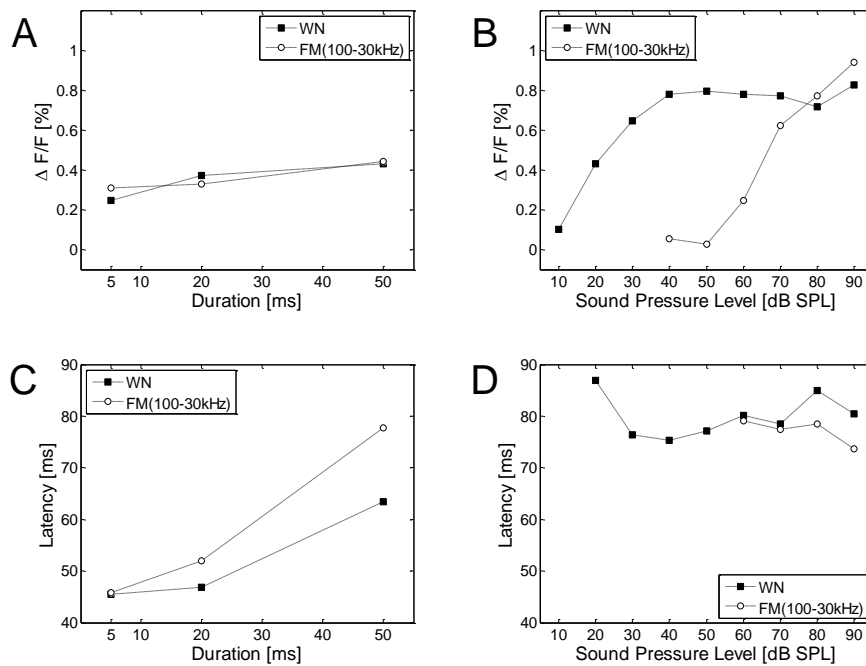 A
WN
FM(100-30kHz)
1
0.8
0.6
0.4
0.2
0
Δ F/F [%]
5 10 20 30 40 50
Duration [ms]
B
WN
FM(100-30kHz)
1
0.8
0.6
0.4
0.2
0
Δ F/F [%]
10 20 30 40 50 60 70 80 90
Sound Pressure Level [dB SPL]
C
WN
FM(100-30kHz)
90
80
70
60
50
40
Latency [ms]
5 10 20 30 40 50
Duration [ms]
D
90
80
70
60
50
40
Latency [ms]
WN
FM(100-30kHz)
10 20 30 40 50 60 70 80 90
Sound Pressure Level [dB SPL]